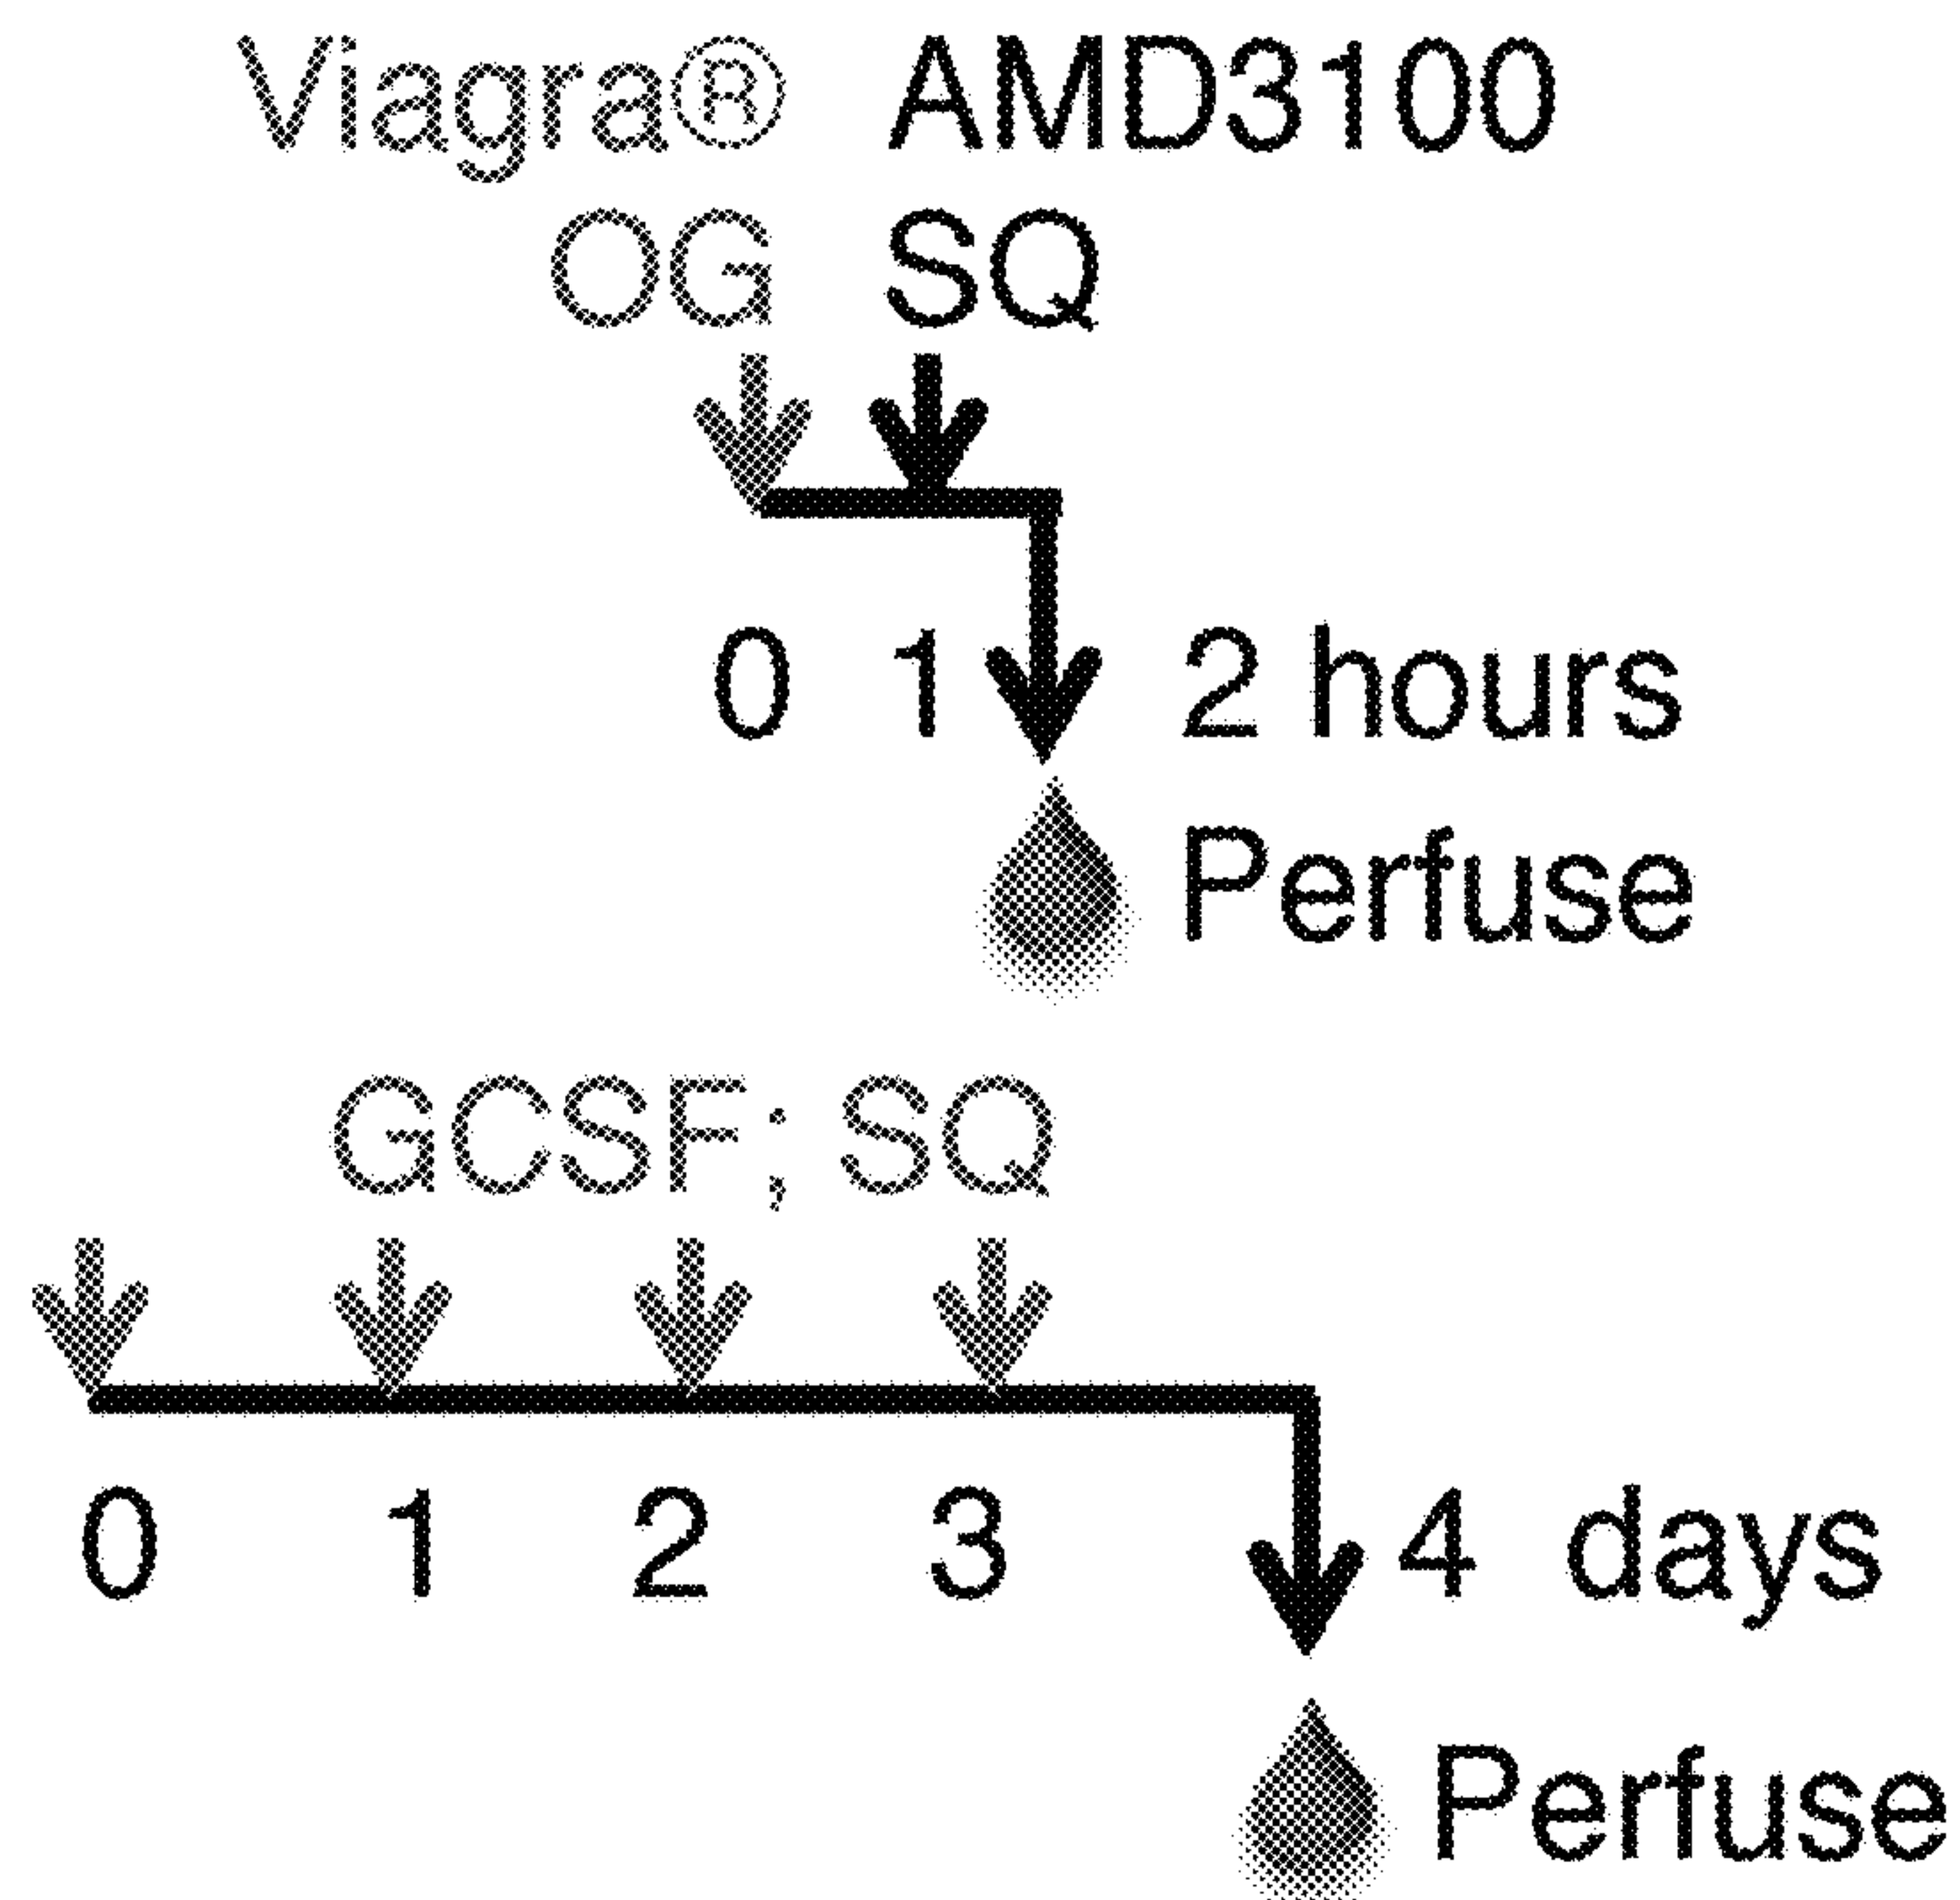 Viagra® AMD3100
OG SQ
0 1 2 hours
Perfuse
GCSF; SQ
0 1 2 3 4 days
Perfuse